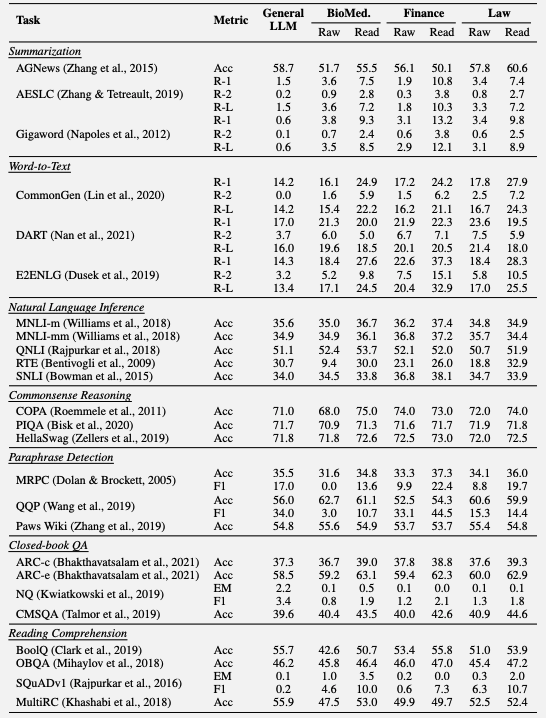 Task Metric General LLM BioMed. Finance Law
Raw Read Raw Read Raw Read
Summarization
AGNews (Zhang et al., 2015) Acc 58.7 51.7 55.5 56.1 50.1 57.8 60.6
R-1 1.5 3.6 7.5 1.9 10.8 3.4 7.4
AESLC (Zhang & Tetreault, 2019) R-2 0.2 0.9 2.8 0.3 3.8 0.8 2.7
R-L 1.5 3.6 7.2 1.8 10.3 3.3 7.2
R-1 0.6 3.8 9.3 3.1 13.2 3.4 9.8
Gigaword (Napoles et al., 2012) R-2 0.1 0.7 2.4 0.6 3.8 0.6 2.5
R-L 0.6 3.5 8.5 2.9 12.1 3.1 8.9
Word-to-Text
R-1 14.2 16.1 24.9 17.2 24.2 17.8 27.9
CommonGen (Lin et al., 2020) R-2 0.0 1.6 5.9 1.5 6.2 2.5 7.2
R-L 14.2 15.4 22.2 16.2 21.1 16.7 24.3
R-1 17.0 21.3 20.0 21.9 22.3 23.6 19.5
DART (Nan et al., 2021) R-2 3.7 6.0 5.0 6.7 7.1 7.5 5.9
R-L 16.0 19.6 18.5 20.1 20.5 21.4 18.0
R-1 14.3 18.4 27.6 22.6 37.3 18.4 28.3
E2ENLG (Dusek et al., 2019) R-2 3.2 5.2 9.8 7.5 15.1 5.8 10.5
R-L 13.4 17.1 24.5 20.4 32.9 17.0 25.5
Natural Language Inference
MNLI-m (Williams et al., 2018) Acc 35.6 35.0 36.7 36.2 37.4 34.8 34.9
MNLI-mm (Williams et al., 2018) Acc 34.9 34.9 36.1 36.8 37.2 35.7 34.4
QNLI (Rajpurkar et al., 2018) Acc 51.1 52.4 53.7 52.1 52.0 50.7 51.9
RTE (Bentivogli et al., 2009) Acc 30.7 9.4 30.0 23.1 26.0 18.8 32.9
SNLI (Bowman et al., 2015) Acc 34.0 34.5 33.8 36.8 38.1 34.7 33.9
Commonsense Reasoning
COPA (Roemmele et al., 2011) Acc 71.0 68.0 75.0 74.0 73.0 72.0 74.0
PIQA (Bisk et al., 2020) Acc 71.7 70.9 71.3 71.6 71.7 71.9 71.8
HellaSwag (Zellers et al., 2019) Acc 71.8 71.8 72.6 72.5 73.0 72.0 72.5
Paraphrase Detection
MRPC (Dolan & Brockett, 2005) Acc 35.5 31.6 34.8 33.3 37.3 34.1 36.0
F1 17.0 0.0 13.6 9.9 22.4 8.8 19.7
QQP (Wang et al., 2019) Acc 56.0 62.7 61.1 52.5 54.3 60.6 59.9
F1 34.0 3.0 10.7 33.1 44.5 15.3 14.4
Paws Wiki (Zhang et al., 2019) Acc 54.8 55.6 54.9 53.7 53.7 55.4 54.8
Closed-book QA
ARC-c (Bhakthavatsalam et al., 2021) Acc 37.3 36.7 39.0 37.8 38.8 37.6 39.3
ARC-e (Bhakthavatsalam et al., 2021) Acc 58.5 59.2 63.1 59.4 62.3 60.0 62.9
NQ (Kwiatkowski et al., 2019) EM 2.2 0.1 0.5 0.1 0.0 0.1 0.1
F1 3.4 0.8 1.9 1.2 2.1 1.3 1.8
CMSQA (Talmor et al., 2019) Acc 39.6 40.4 43.5 40.0 42.6 40.9 44.6
Reading Comprehension
BoolQ (Clark et al., 2019) Acc 55.7 42.6 50.7 53.4 55.8 51.0 53.9
OBQA (Mihaylov et al., 2018) Acc 46.2 45.8 46.4 46.0 47.0 45.4 47.2
SQuADv1 (Rajpurkar et al., 2016) EM 0.1 1.0 3.5 0.2 0.0 0.3 2.0
F1 0.2 4.6 10.0 0.6 7.3 6.3 10.7
MultiRC (Khashabi et al., 2018) Acc 55.9 47.5 53.0 49.9 49.7 52.5 52.4